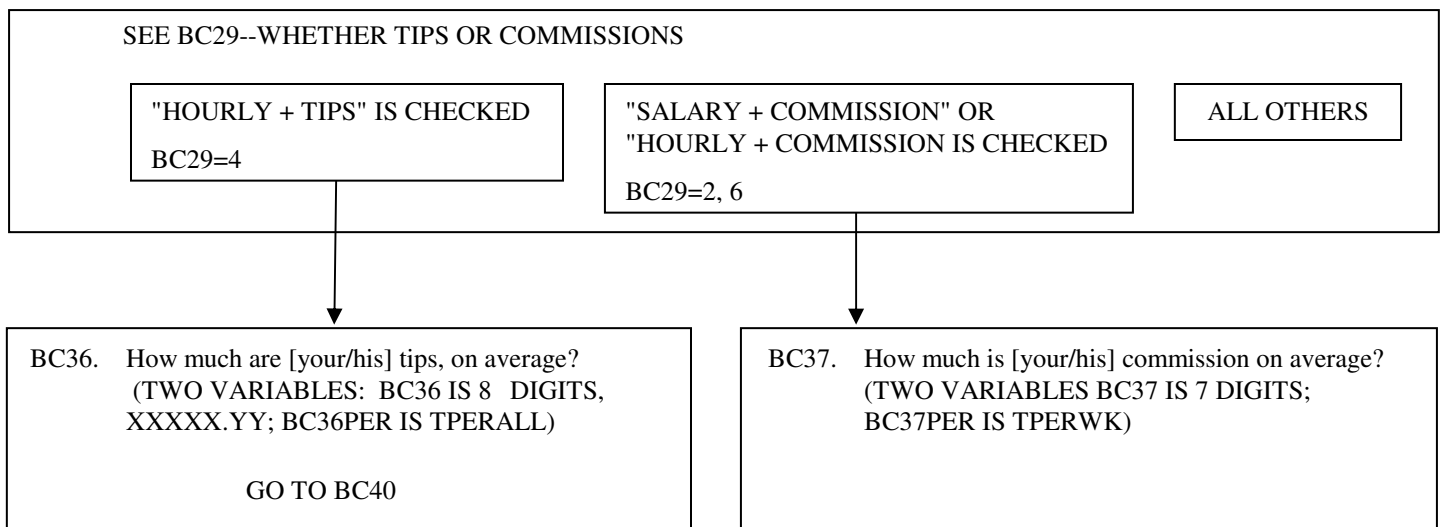 SEE BC29--WHETHER TIPS OR COMMISSIONS
"HOURLY + TIPS" IS CHECKED
BC29=4
"SALARY + COMMISSION" OR
"HOURLY + COMMISSION IS CHECKED
BC29=2, 6
ALL OTHERS
BC36. How much are [your/his] tips, on average?
(TWO VARIABLES: BC36 IS 8 DIGITS,
XXXXX.YY; BC36PER IS TPERALL)
GO TO BC40
BC37. How much is [your/his] commission on average?
(TWO VARIABLES BC37 IS 7 DIGITS;
BC37PER IS TPERWK)